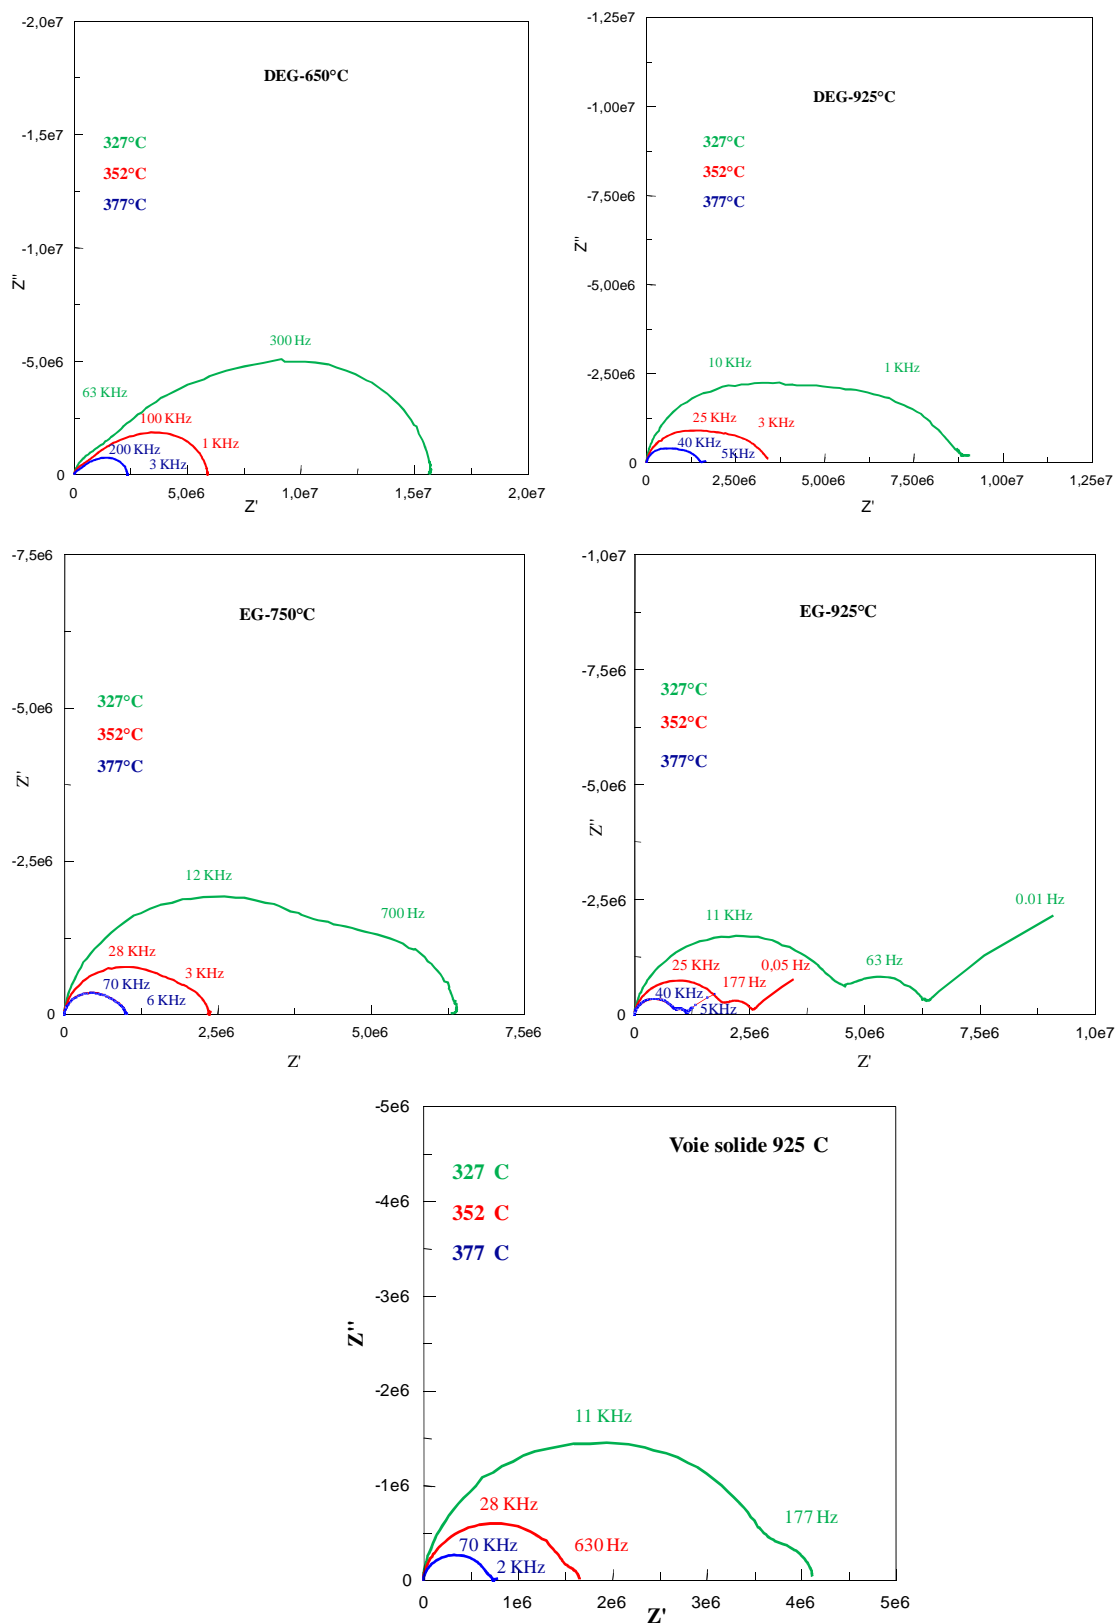 -2,0e7
DEG-650°C
-1,5e7
327°C
352°C
377°C
-1,0e7
Z''
300 Hz
-5,0e6
63 KHz
100 KHz
200 KHz
1 KHz
3 KHz
0
0
5,0e6
1,0e7
1,5e7
2,0e7
Z'
-1,25e7
DEG-925°C
-1,00e7
327°C
352°C
377°C
-7,50e6
Z''
-5,00e6
-2,50e6
10 KHz
1 KHz
25 KHz
3 KHz
40 KHz
5KHz
0
0
2,50e6
5,00e6
7,50e6
1,00e7
1,25e7
Z'
-7,5e6
EG-750°C
-5,0e6
327°C
352°C
377°C
Z''
-2,5e6
12 KHz
700 Hz
28 KHz
3 KHz
70 KHz
6 KHz
0
0
2,5e6
5,0e6
7,5e6
Z'
-1,0e7
EG-925°C
-7,5e6
327°C
352°C
377°C
-5,0e6
Z''
-2,5e6
0.01 Hz
11 KHz
63 Hz
25 KHz
0,05 Hz
177 Hz
40 KHz
5KHz
0
0
2,5e6
5,0e6
7,5e6
1,0e7
Z'
-5e6
Voie solide 925 C
327 C
-4e6
352 C
377 C
-3e6
Z''
-2e6
11 KHz
-1e6
28 KHz
177 Hz
70 KHz
630 Hz
2 KHz
0
0
1e6
2e6
3e6
4e6
5e6
6e6
Z'